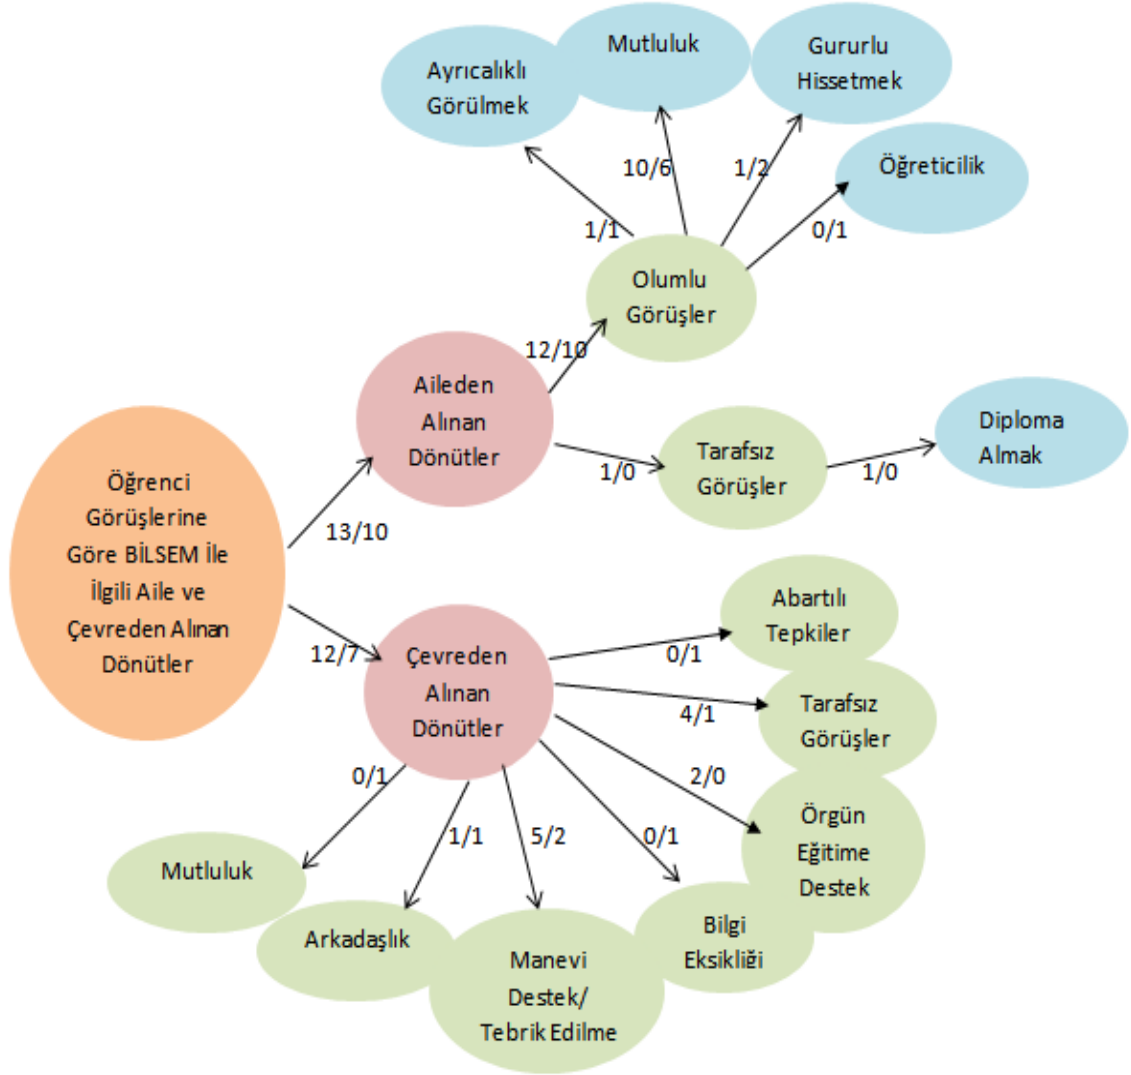 Ayrıcalıklı
Görülmek
Mutluluk
Gururlu
Hissetmek
Öğreticilik
1/1
10/6
1/2
0/1
Olumlu
Görüşler
12/10
Aileden
Alınan
Dönütler
1/0
Tarafsız
Görüşler
1/0
Diploma
Almak
Öğrenci
Görüşlerine
Göre BİLSEM İle
İlgili Aile ve
Çevreden Alınan
Dönütler
13/10
12/7
Çevreden
Alınan
Dönütler
0/1
Abartılı
Tepkiler
4/1
Tarafsız
Görüşler
2/0
Örgün
Eğitime
Destek
0/1
Bilgi
Eksikliği
5/2
Manevi
Destek/
Tebrik Edilme
1/1
Arkadaşlık
0/1
Mutluluk